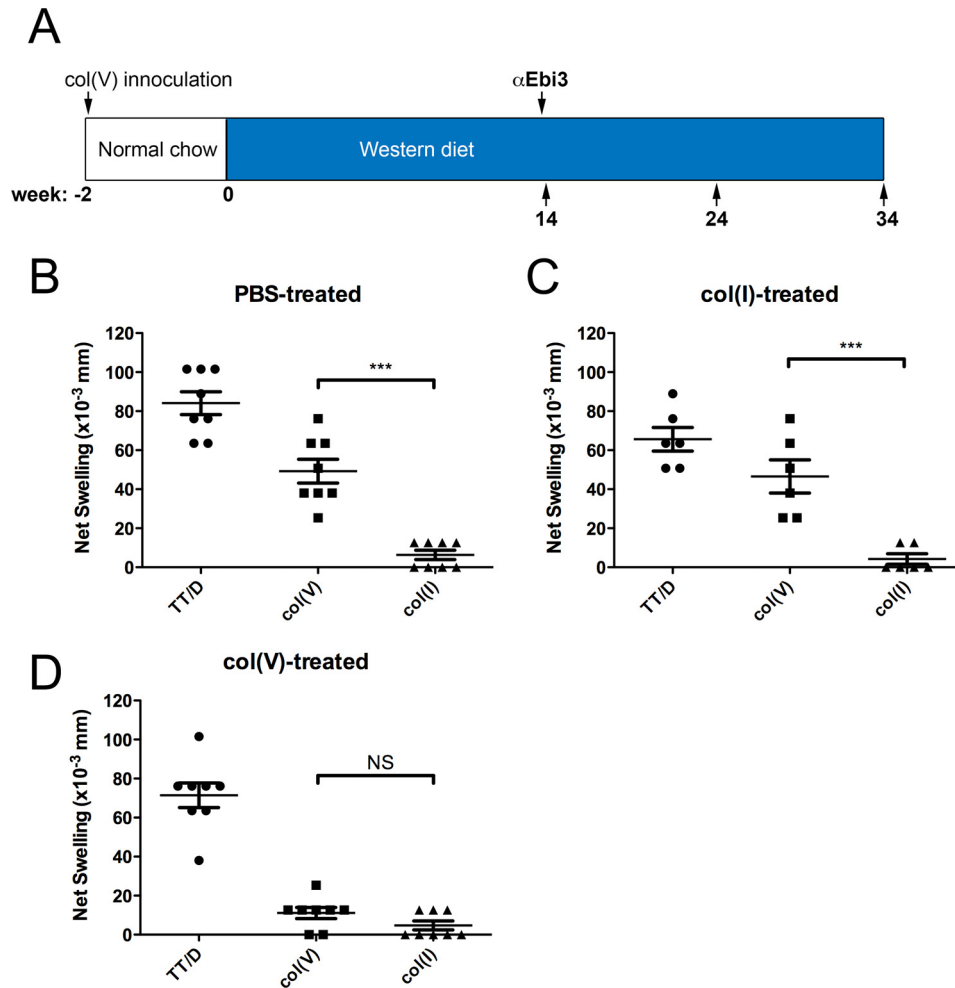 A
col(V) innoculation
αEbi3
Normal chow
Western diet
week: -2
0
14
24
34
B
PBS-treated
Net Swelling (x10-3 mm)
120
100
80
60
40
20
0
***
TT/D
col(V)
col(I)
C
col(I)-treated
Net Swelling (x10-3 mm)
120
100
80
60
40
20
0
***
TT/D
col(V)
col(I)
D
col(V)-treated
Net Swelling (x10-3 mm)
120
100
80
60
40
20
0
NS
TT/D
col(V)
col(I)